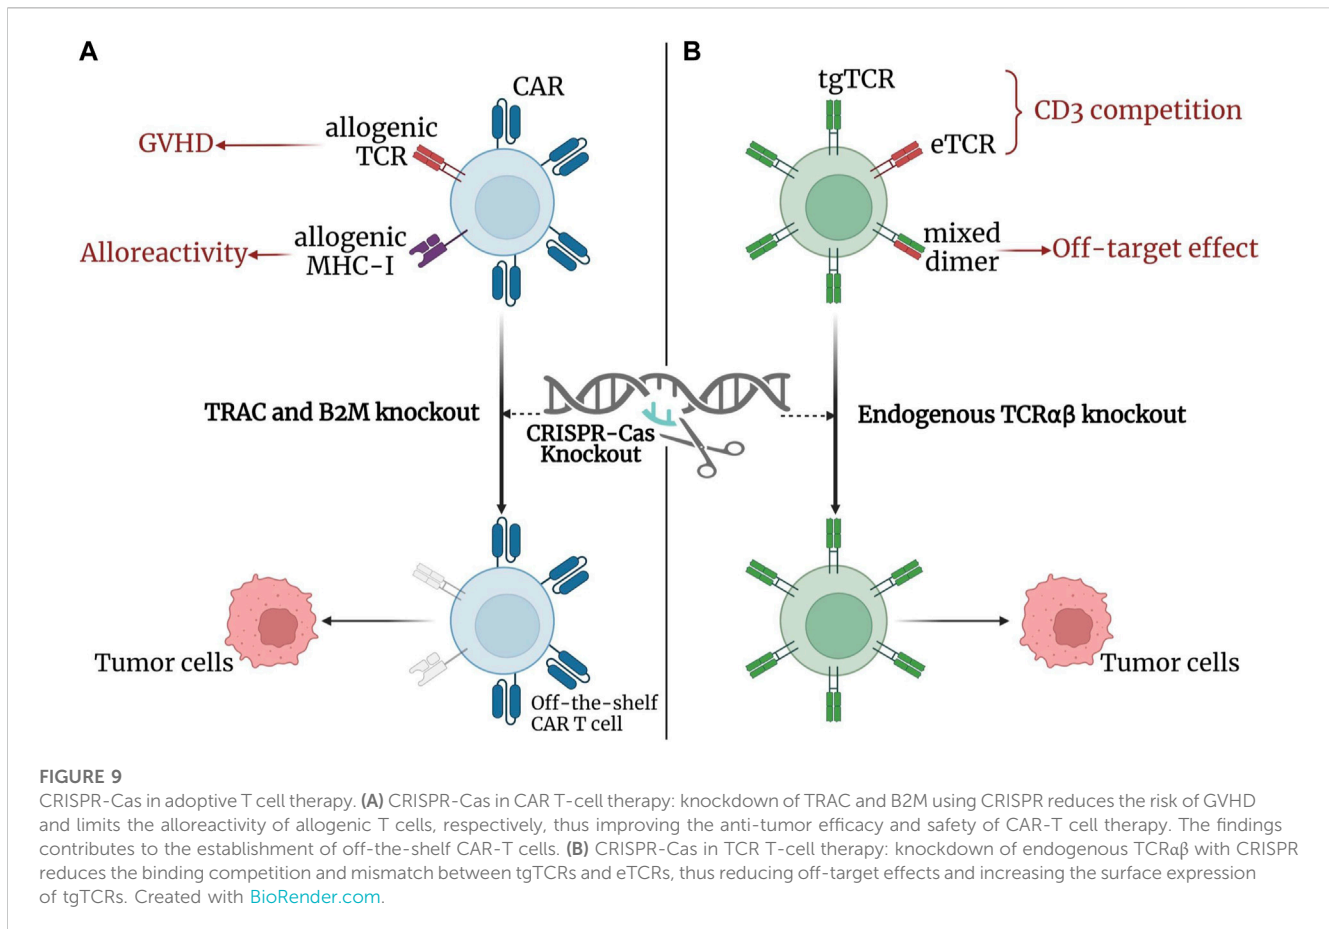 A
CAR
allogenic
TCR
GVHD
allogenic
MHC-I
Alloreactivity
TRAC and B2M knockout
CRISPR-Cas
Knockout
Tumor cells
Off-the-shelf
CAR T cell
B
tgTCR
eTCR
CD3 competition
mixed
dimer
Off-target effect
Endogenous TCRαβ knockout
Tumor cells
FIGURE 9
CRISPR-Cas in adoptive T cell therapy. (A) CRISPR-Cas in CAR T-cell therapy: knockdown of TRAC and B2M using CRISPR reduces the risk of GVHD
and limits the alloreactivity of allogenic T cells, respectively, thus improving the anti-tumor efficacy and safety of CAR-T cell therapy. The findings
contributes to the establishment of off-the-shelf CAR-T cells. (B) CRISPR-Cas in TCR T-cell therapy: knockdown of endogenous TCRαβ with CRISPR
reduces the binding competition and mismatch between tgTCRs and eTCRs, thus reducing off-target effects and increasing the surface expression
of tgTCRs. Created with BioRender.com.